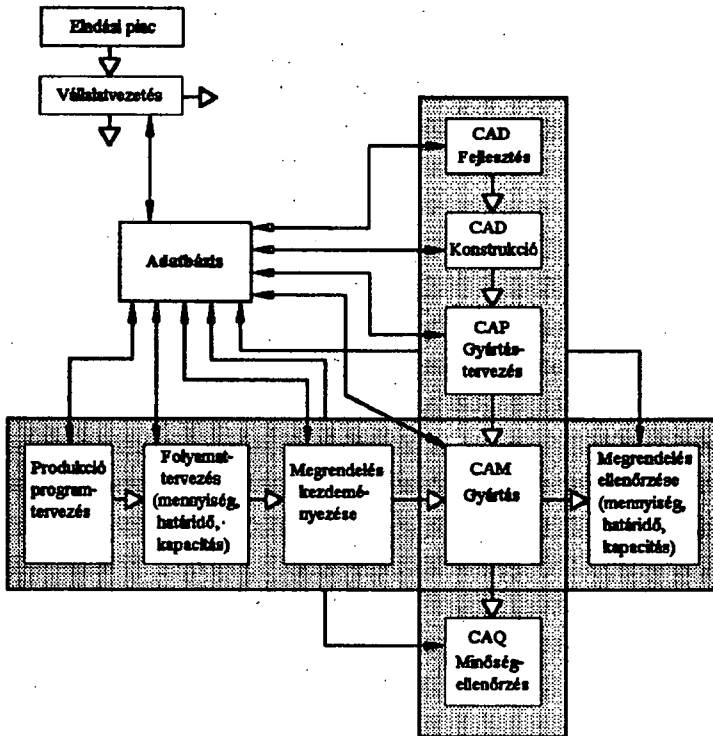 Eladási piac
Vállalatvezetés
Adatbázis
CAD
Fejlesztés
CAD
Konstrukció
CAP
Gyártás-
tervezés
Produkció
program-
tervezés
Folyamat-
tervezés
(mennyiség,
határidő,
kapacitás)
Megrendelés
kezdemé-
nyezése
CAM
Gyártás
Megrendelés
ellenőrzése
(mennyiség,
határidő,
kapacitás)
CAQ
Minőség-
ellenőrzés